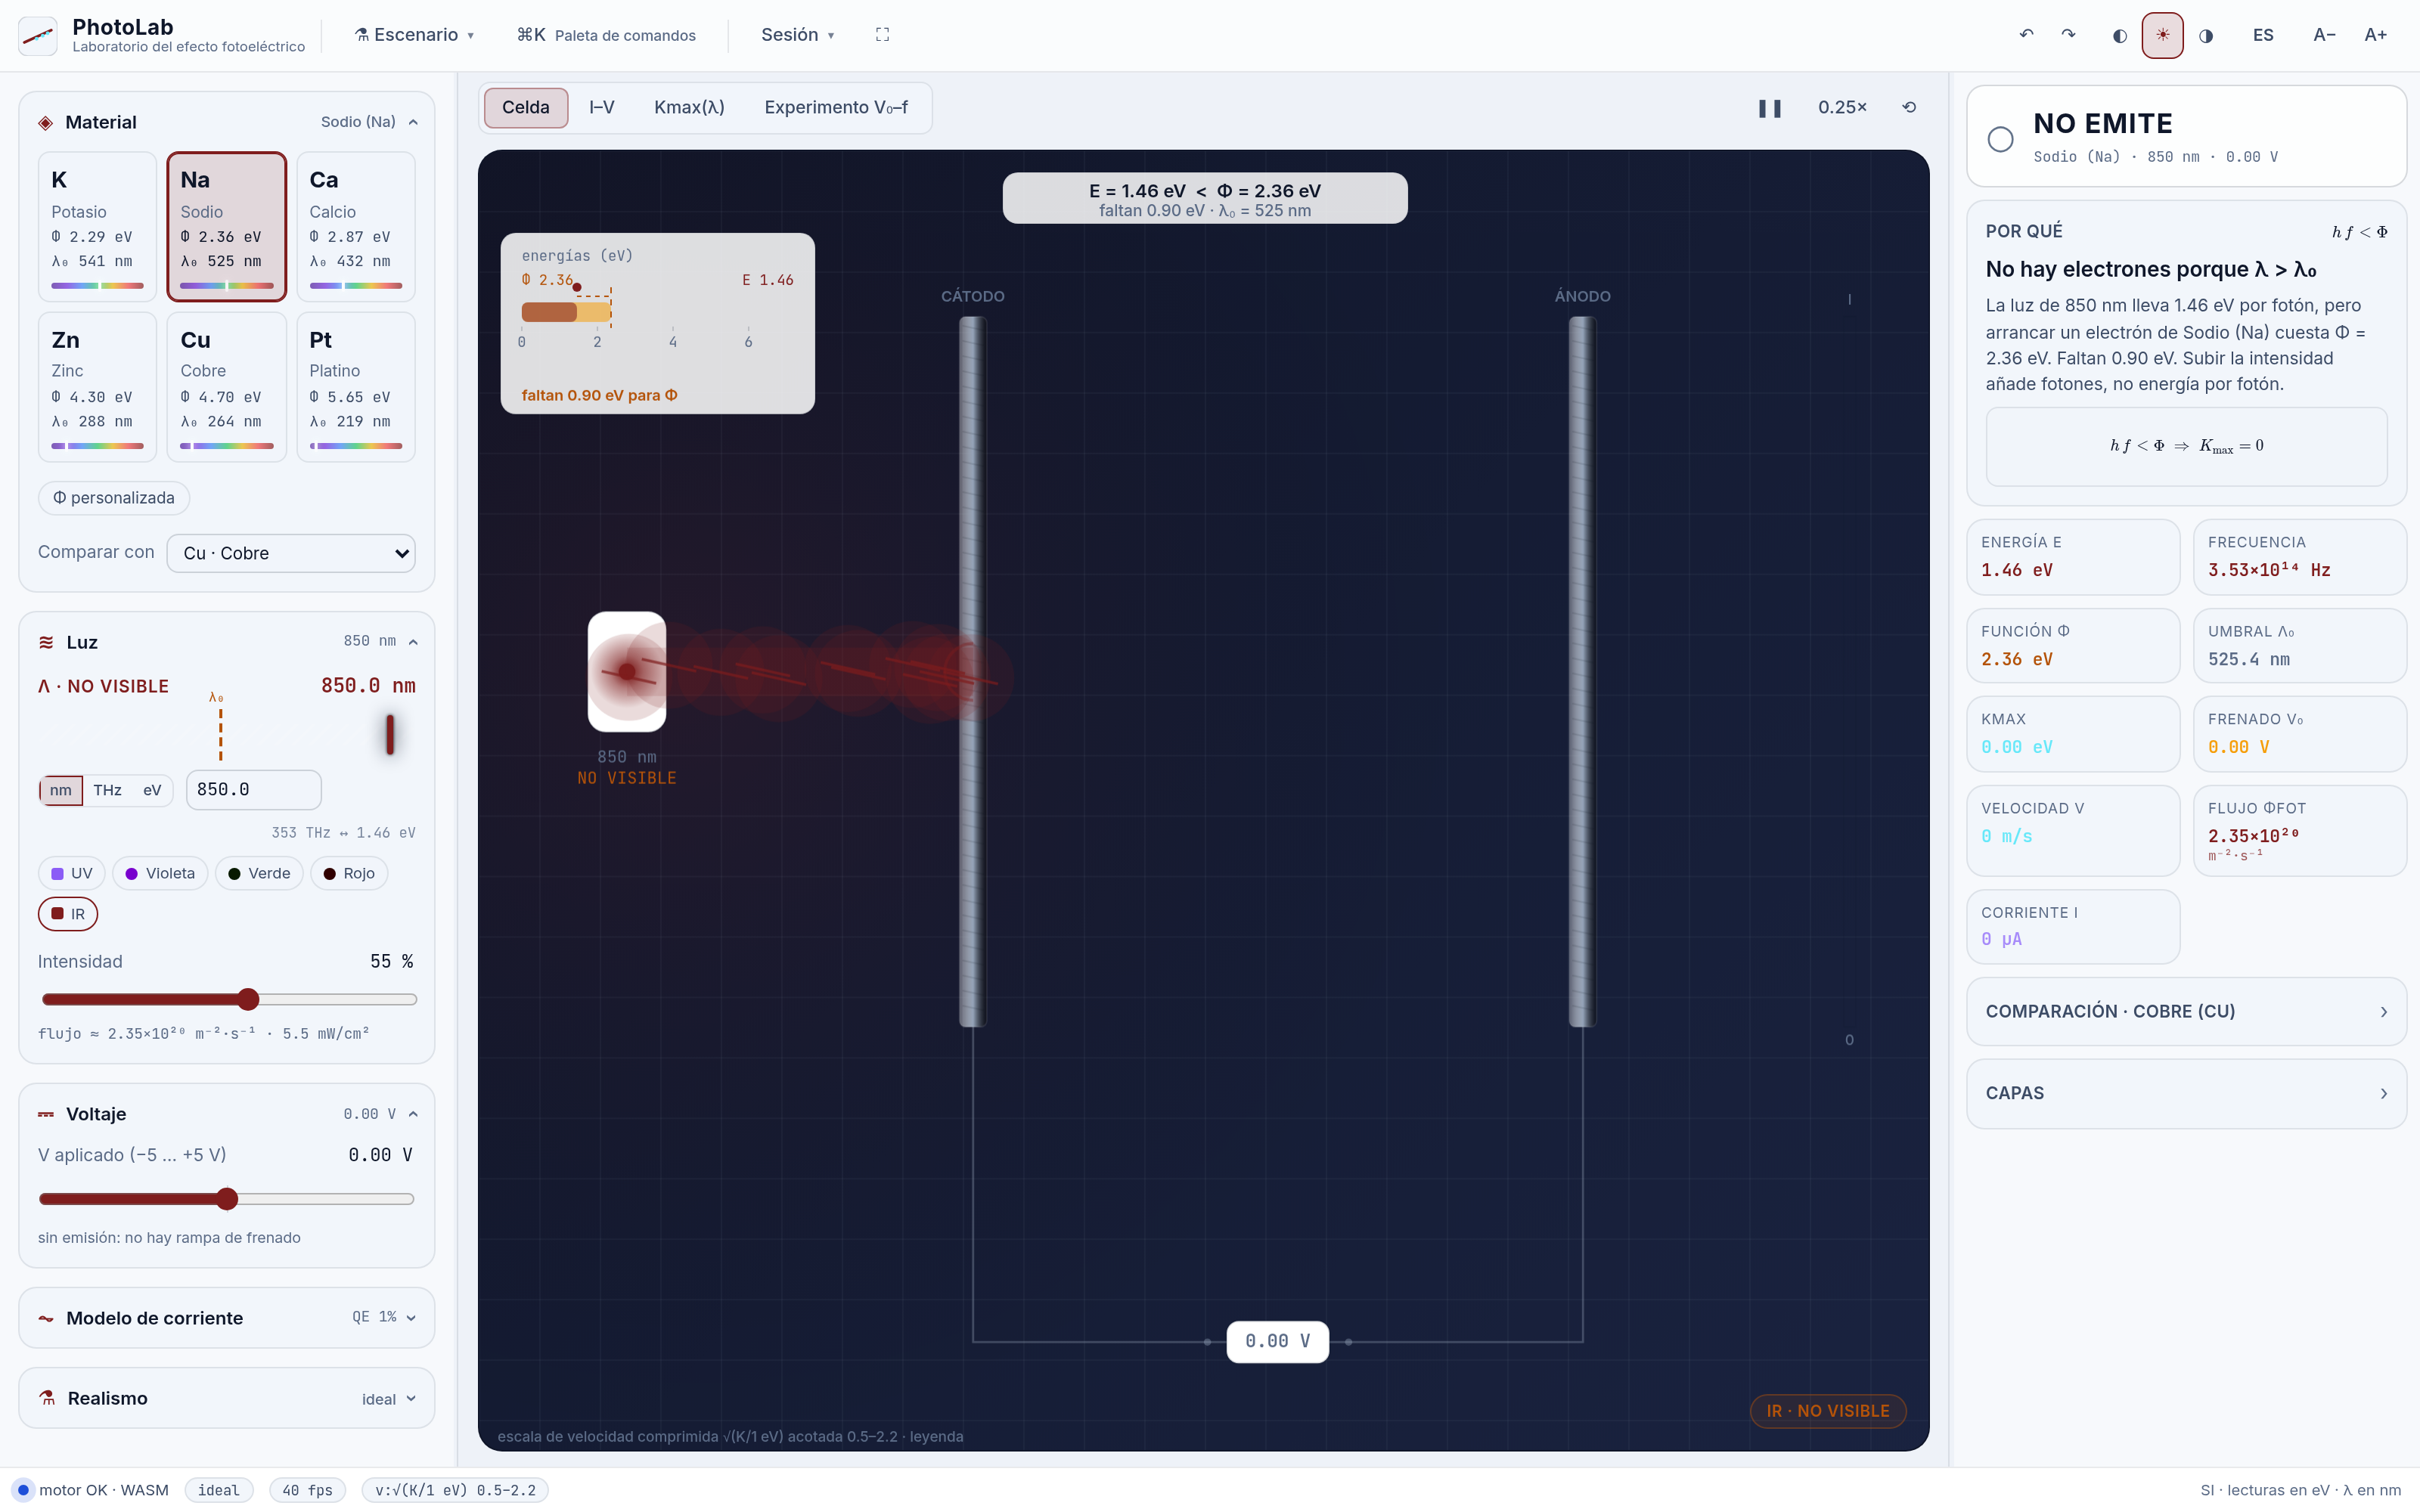 PhotoLab
Laboratorio del efecto fotoeléctrico
⚗ Escenario ▾
⌘K Paleta de comandos
Sesión ▾
ES
A−
A+
◈ Material
Sodio (Na)
K
Potasio
Φ 2.29 eV
λ₀ 541 nm
Na
Sodio
Φ 2.36 eV
λ₀ 525 nm
Ca
Calcio
Φ 2.87 eV
λ₀ 432 nm
Zn
Zinc
Φ 4.30 eV
λ₀ 288 nm
Cu
Cobre
Φ 4.70 eV
λ₀ 264 nm
Pt
Platino
Φ 5.65 eV
λ₀ 219 nm
Φ personalizada
Comparar con
Cu · Cobre
≋ Luz
850 nm
Λ · NO VISIBLE
850.0 nm
λ₀
nm
THz
eV
850.0
353 THz ↔ 1.46 eV
UV
Violeta
Verde
Rojo
IR
Intensidad
55 %
flujo ≈ 2.35×10²⁰ m⁻²·s⁻¹ · 5.5 mW/cm²
Voltaje
0.00 V
V aplicado (−5 … +5 V)
0.00 V
sin emisión: no hay rampa de frenado
Modelo de corriente
QE 1%
⚗ Realismo
ideal
Celda
I–V
Kmax(λ)
Experimento V₀–f
0.25×
E = 1.46 eV < Φ = 2.36 eV
faltan 0.90 eV · λ₀ = 525 nm
energías (eV)
Φ 2.36
E 1.46
0
2
4
6
faltan 0.90 eV para Φ
CÁTODO
ÁNODO
I
0
850 nm
NO VISIBLE
0.00 V
IR · NO VISIBLE
escala de velocidad comprimida √(K/1 eV) acotada 0.5–2.2 · leyenda
NO EMITE
Sodio (Na) · 850 nm · 0.00 V
POR QUÉ
h f < Φ
No hay electrones porque λ > λ₀
La luz de 850 nm lleva 1.46 eV por fotón, pero
arrancar un electrón de Sodio (Na) cuesta Φ =
2.36 eV. Faltan 0.90 eV. Subir la intensidad
añade fotones, no energía por fotón.
h f < Φ ⇒ Kmax = 0
ENERGÍA E
1.46 eV
FRECUENCIA
3.53×10¹⁴ Hz
FUNCIÓN Φ
2.36 eV
UMBRAL Λ₀
525.4 nm
KMAX
0.00 eV
FRENADO V₀
0.00 V
VELOCIDAD V
0 m/s
FLUJO ΦFOT
2.35×10²⁰
m⁻²·s⁻¹
CORRIENTE I
0 µA
COMPARACIÓN · COBRE (CU)
CAPAS
motor OK · WASM
ideal
40 fps
v:√(K/1 eV) 0.5–2.2
SI · lecturas en eV · λ en nm